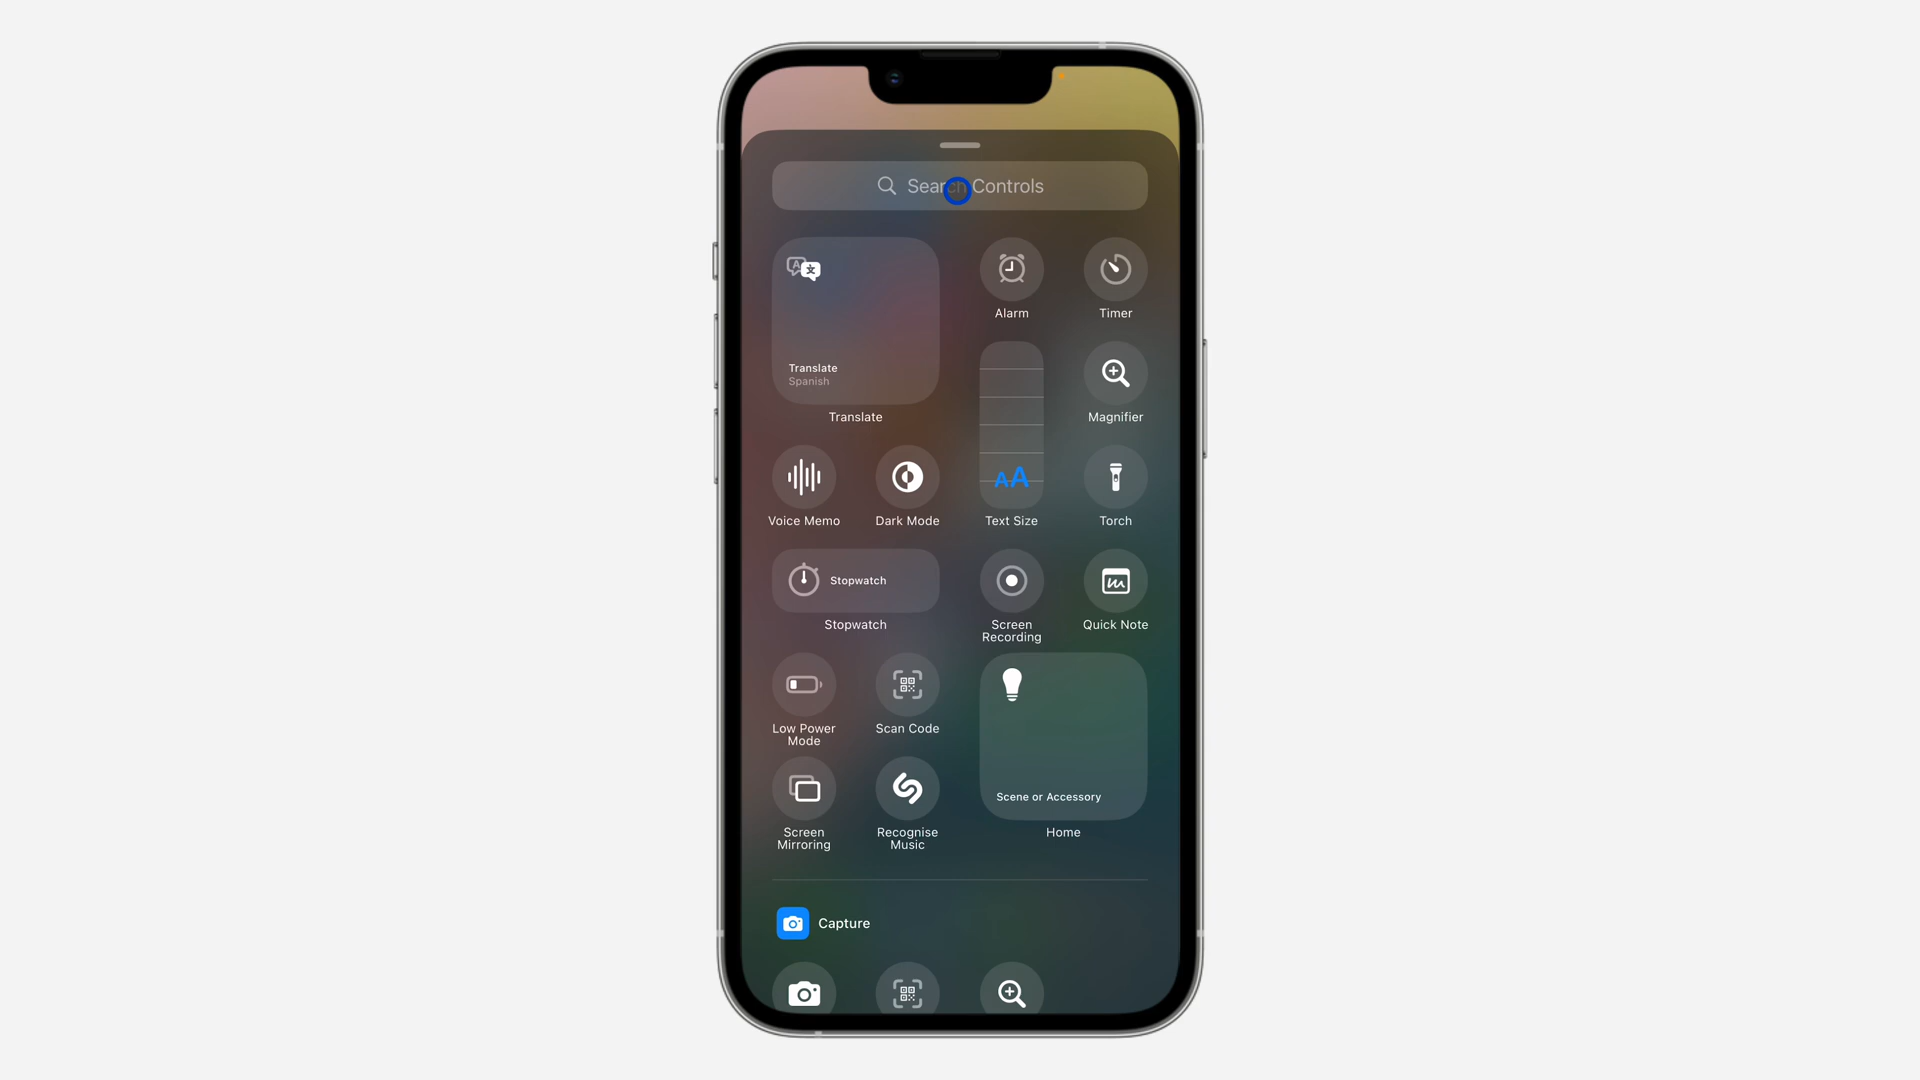 Search Controls
Alarm
Timer
Translate
Spanish
Translate
Magnifier
AA
Voice Memo
Dark Mode
Text Size
Torch
Stopwatch
Stopwatch
Screen
Recording
Quick Note
Low Power
Mode
Scan Code
Scene or Accessory
Screen
Mirroring
Recognise
Music
Home
Capture